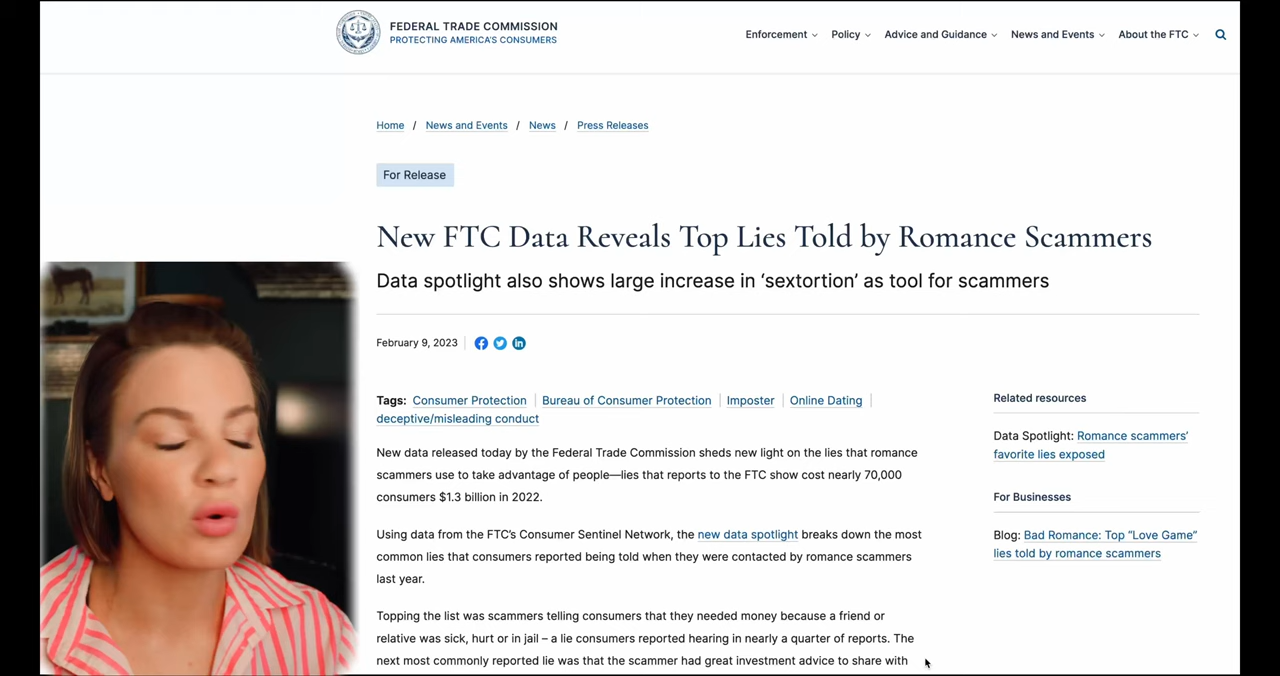 FEDERAL TRADE COMMISSION
PROTECTING AMERICA'S CONSUMERS
Enforcement Policy Advice and Guidance News and Events About the FTC
Home / News and Events / News / Press Releases
For Release
New FTC Data Reveals Top Lies Told by Romance Scammers
Data spotlight also shows large increase in ‘sextortion’ as tool for scammers
February 9, 2023
Tags: Consumer Protection | Bureau of Consumer Protection | Imposter | Online Dating |
deceptive/misleading conduct
New data released today by the Federal Trade Commission sheds new light on the lies that romance
scammers use to take advantage of people—lies that reports to the FTC show cost nearly 70,000
consumers $1.3 billion in 2022.
Using data from the FTC’s Consumer Sentinel Network, the new data spotlight breaks down the most
common lies that consumers reported being told when they were contacted by romance scammers
last year.
Topping the list was scammers telling consumers that they needed money because a friend or
relative was sick, hurt or in jail – a lie consumers reported hearing in nearly a quarter of reports. The
next most commonly reported lie was that the scammer had great investment advice to share with
Related resources
Data Spotlight: Romance scammers’
favorite lies exposed
For Businesses
Blog: Bad Romance: Top “Love Game”
lies told by romance scammers